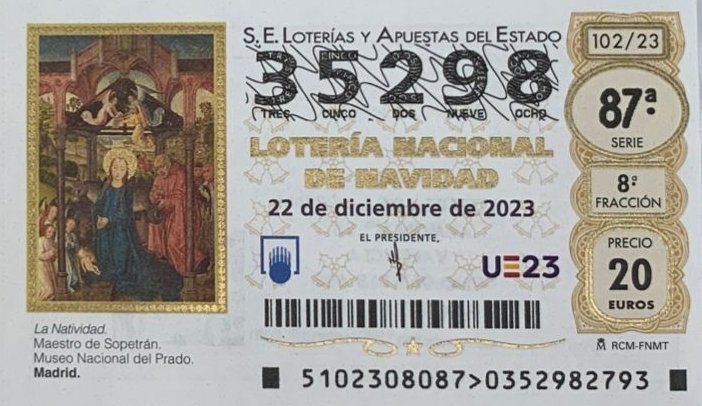 S.E. LOTERÍAS Y APUESTAS DEL ESTADO
35298
TRES CINCO DOS NUEVE OCHO
LOTERÍA NACIONAL
DE NAVIDAD
22 de diciembre de 2023
EL PRESIDENTE,
UE23
102/23
87ª
SERIE
8ª
FRACCIÓN
PRECIO
20
EUROS
RCM-FNMT
La Natividad.
Maestro de Sopetrán.
Museo Nacional del Prado.
Madrid.
5102308087>0352982793